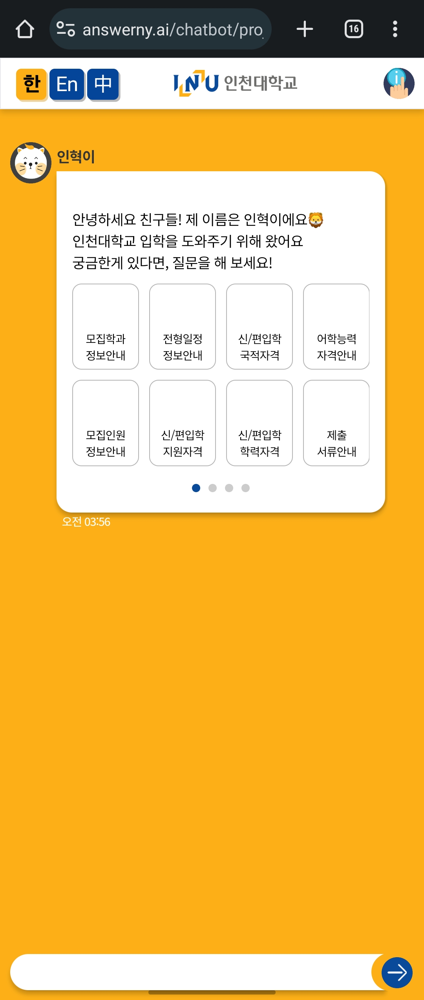 answerny.ai/chatbot/pro
16
한 En 中
INU 인천대학교
i
인혁이
안녕하세요 친구들! 제 이름은 인혁이에요🦁
인천대학교 입학을 도와주기 위해 왔어요
궁금한게 있다면, 질문을 해 보세요!
모집학과
정보안내
전형일정
정보안내
신/편입학
국적자격
어학능력
자격안내
모집인원
정보안내
신/편입학
지원자격
신/편입학
학력자격
제출
서류안내
오전 03:56